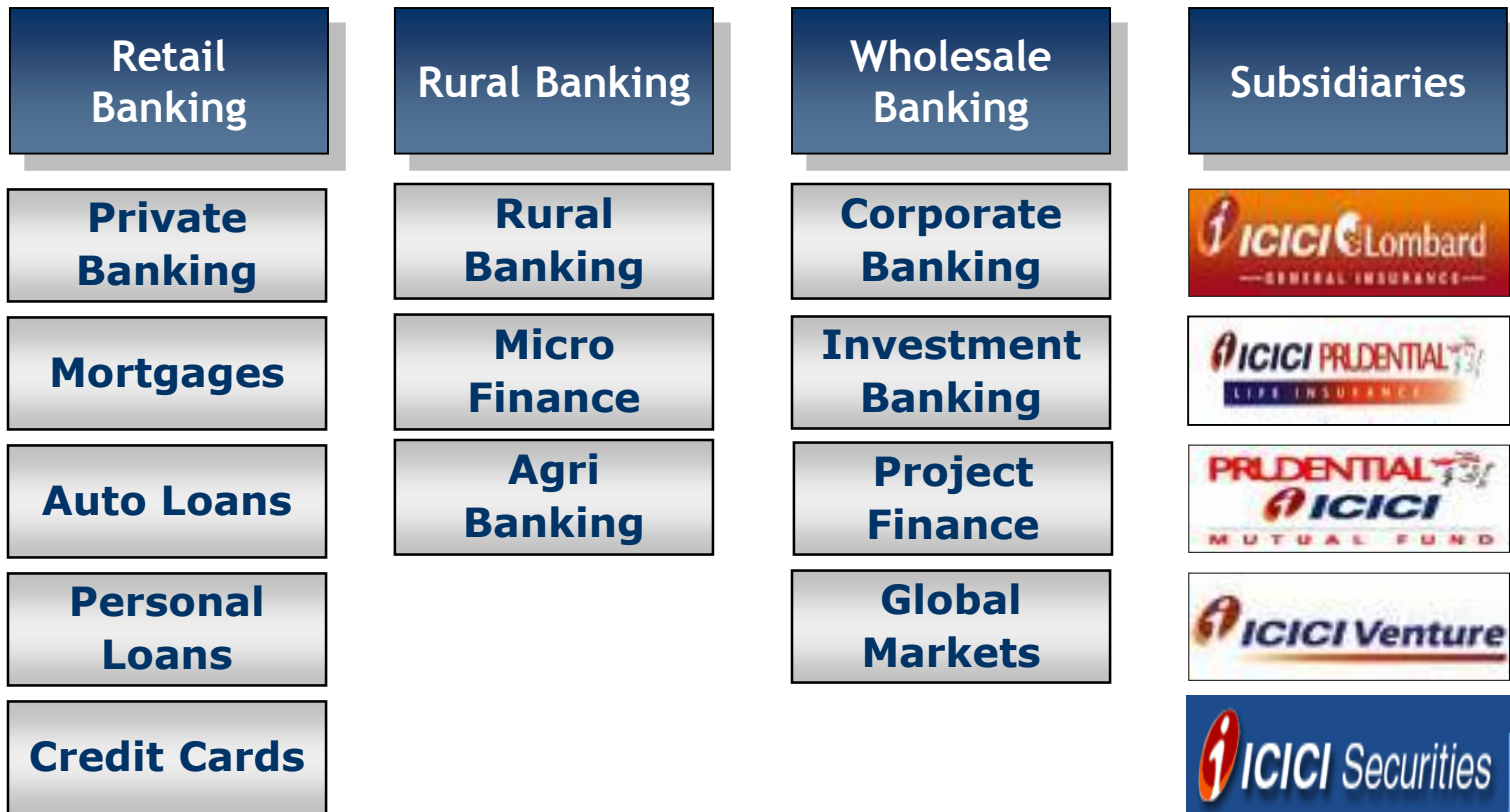 Retail
Banking
Rural Banking
Wholesale
Banking
Subsidiaries
Private
Banking
Mortgages
Auto Loans
Personal
Loans
Credit Cards
Rural
Banking
Micro
Finance
Agri
Banking
Corporate
Banking
Investment
Banking
Project
Finance
Global
Markets
ICICI Lombard
GENERAL INSURANCE
ICICI PRUDENTIAL
LIFE INSURANCE
PRUDENTIAL
ICICI
MUTUAL FUND
ICICI Venture
ICICI Securities